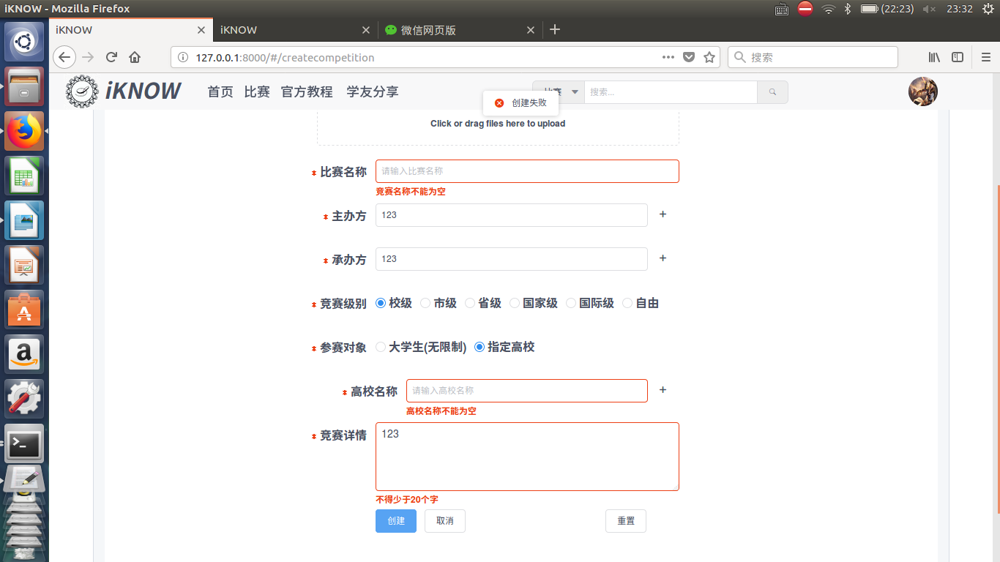 iKNOW - Mozilla Firefox
(22:23)
23:32
iKNOW
iKNOW
微信网页版
127.0.0.1:8000/#/createcompetition
搜索
iKNOW
首页 比赛 官方教程 学友分享
搜索...
创建失败
Click or drag files here to upload
* 比赛名称 请输入比赛名称
竞赛名称不能为空
* 主办方 123 +
* 承办方 123 +
* 竞赛级别 校级 市级 省级 国家级 国际级 自由
* 参赛对象 大学生(无限制) 指定高校
* 高校名称 请输入高校名称 +
高校名称不能为空
* 竞赛详情 123
不得少于20个字
创建 取消 重置